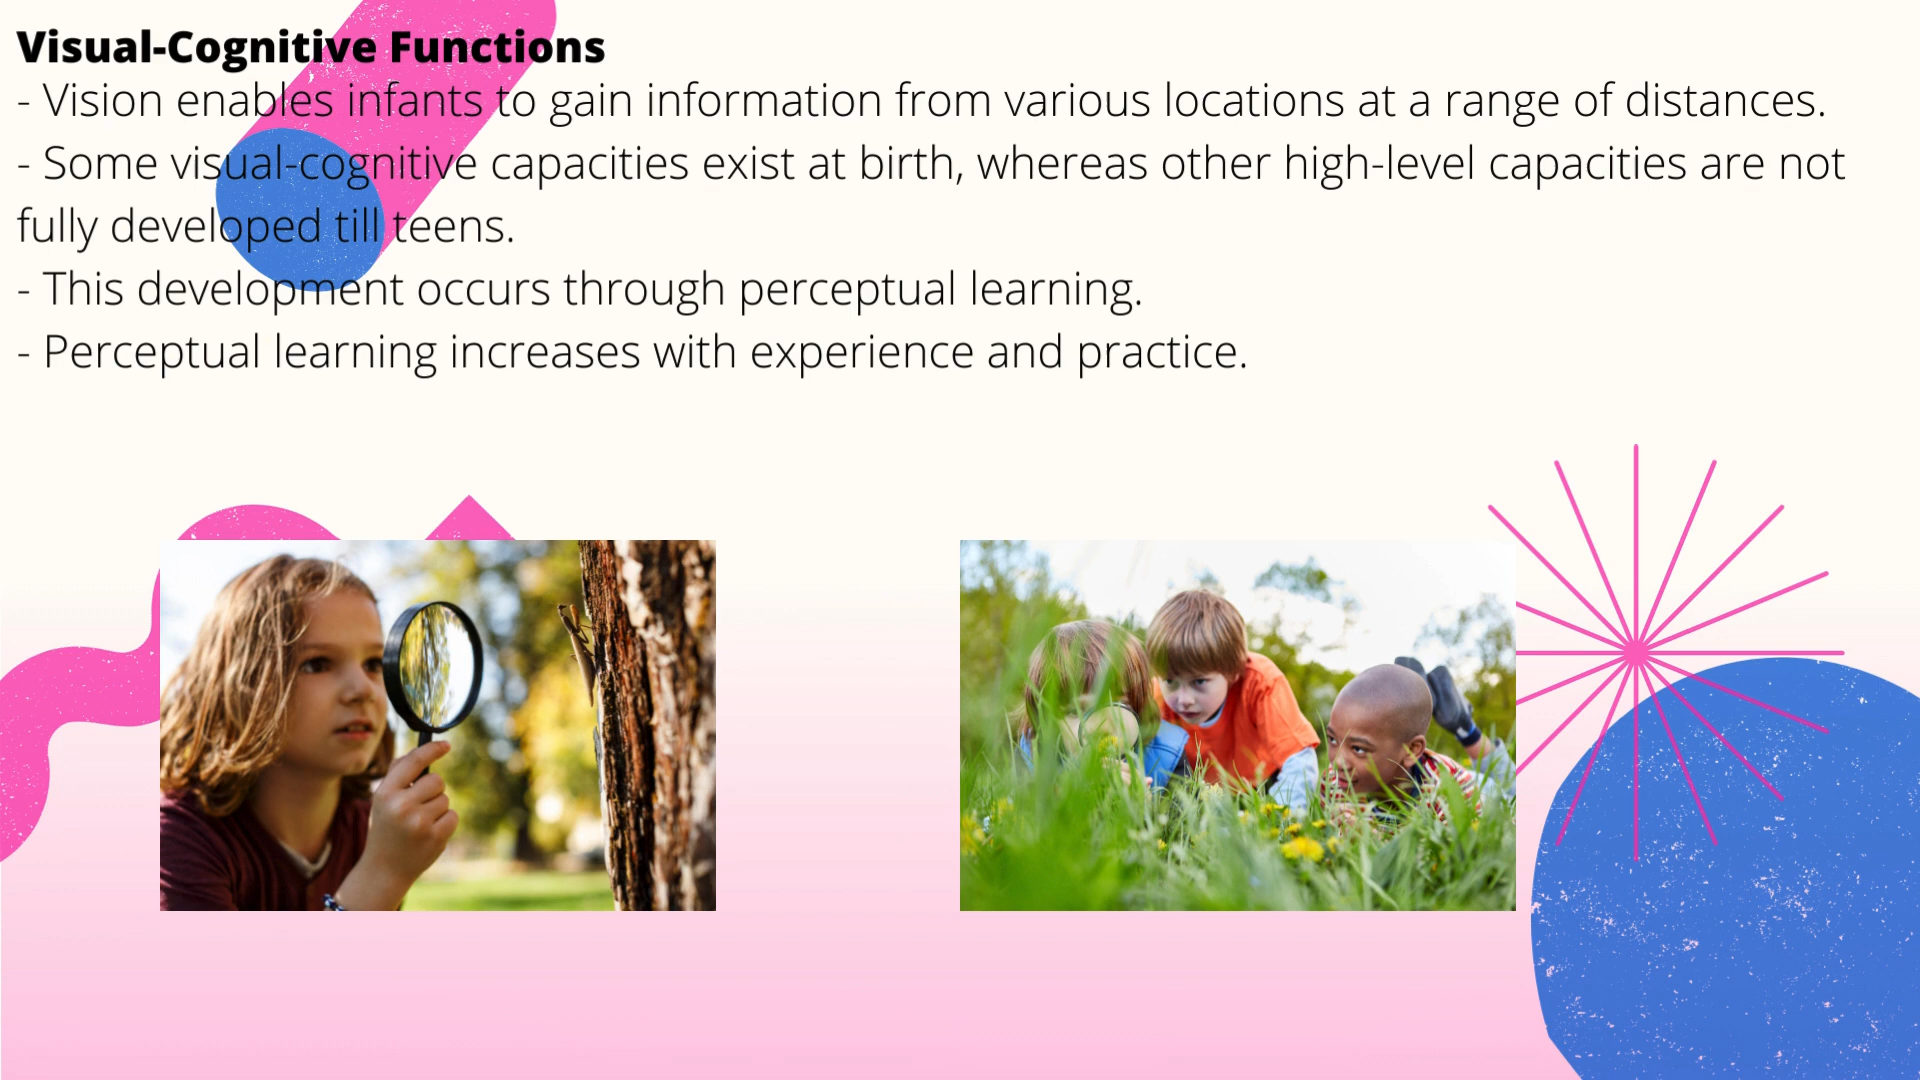 Visual-Cognitive Functions
- Vision enables infants to gain information from various locations at a range of distances.
- Some visual-cognitive capacities exist at birth, whereas other high-level capacities are not
fully developed till teens.
- This development occurs through perceptual learning.
- Perceptual learning increases with experience and practice.